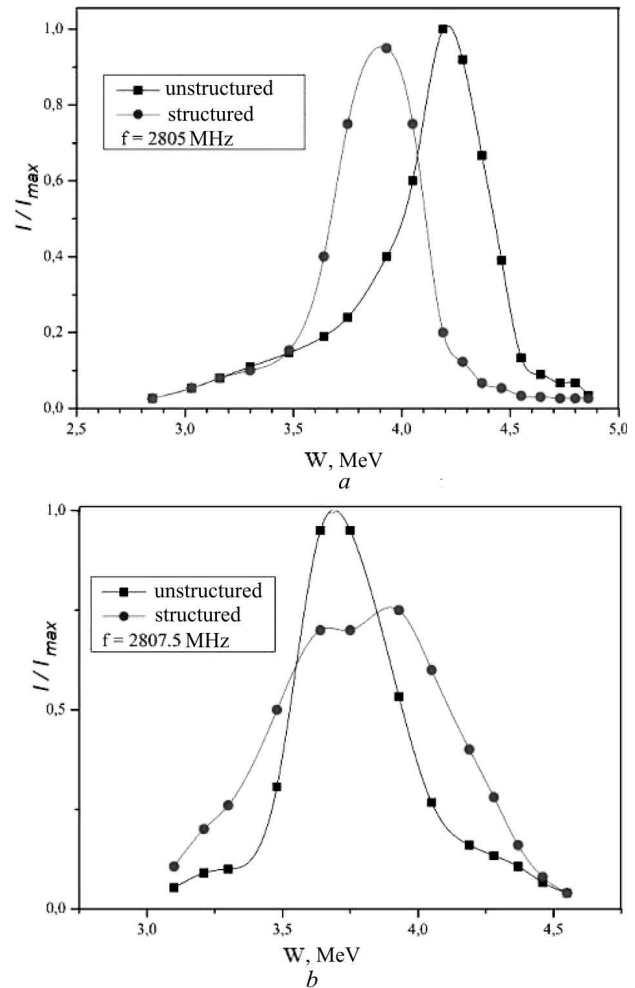 1,0
0,8
0,6
0,4
0,2
0,0
I / Imax
unstructured
structured
f = 2805 MHz
2,5 3,0 3,5 4,0 4,5 5,0
W, MeV
a
1,0
0,5
0,0
I / Imax
unstructured
structured
f = 2807.5 MHz
3,0 3,5 4,0 4,5
W, MeV
b